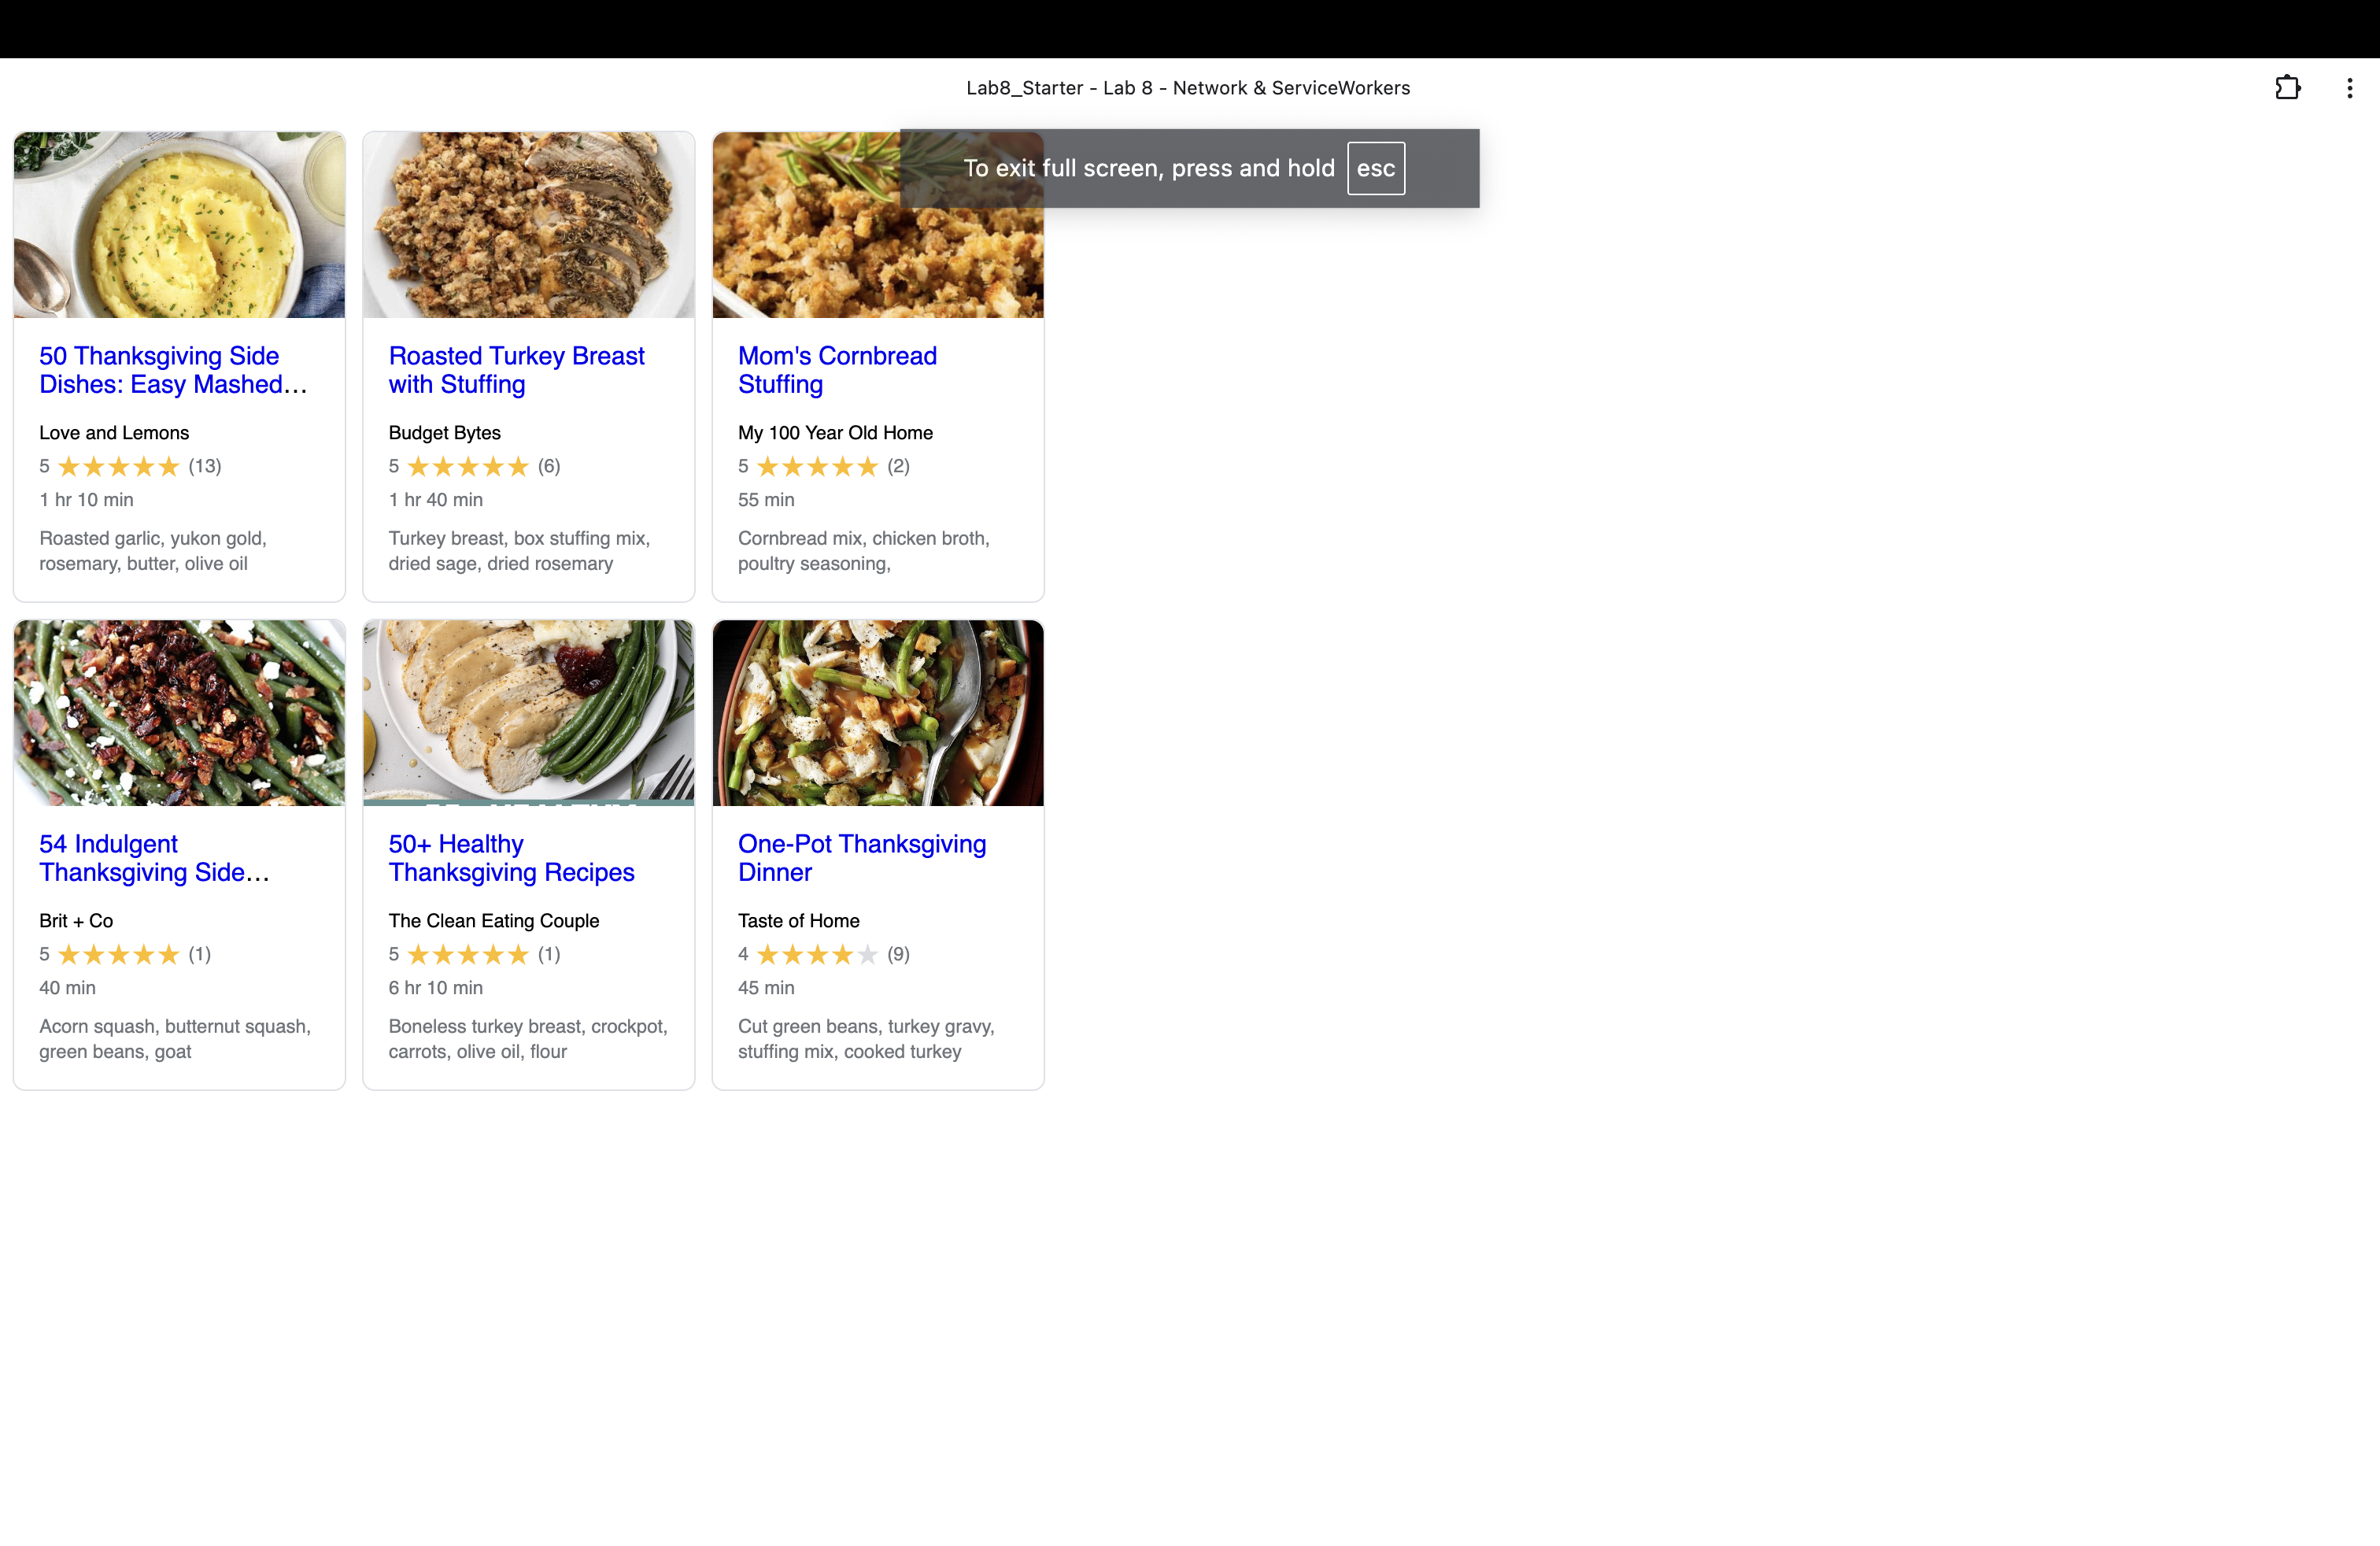 Lab8_Starter - Lab 8 - Network & ServiceWorkers
To exit full screen, press and hold esc
50 Thanksgiving Side
Dishes: Easy Mashed...
Love and Lemons
5 (13)
1 hr 10 min
Roasted garlic, yukon gold,
rosemary, butter, olive oil
Roasted Turkey Breast
with Stuffing
Budget Bytes
5 (6)
1 hr 40 min
Turkey breast, box stuffing mix,
dried sage, dried rosemary
Mom's Cornbread
Stuffing
My 100 Year Old Home
5 (2)
55 min
Cornbread mix, chicken broth,
poultry seasoning,
54 Indulgent
Thanksgiving Side...
Brit + Co
5 (1)
40 min
Acorn squash, butternut squash,
green beans, goat
50+ Healthy
Thanksgiving Recipes
The Clean Eating Couple
5 (1)
6 hr 10 min
Boneless turkey breast, crockpot,
carrots, olive oil, flour
One-Pot Thanksgiving
Dinner
Taste of Home
4 (9)
45 min
Cut green beans, turkey gravy,
stuffing mix, cooked turkey